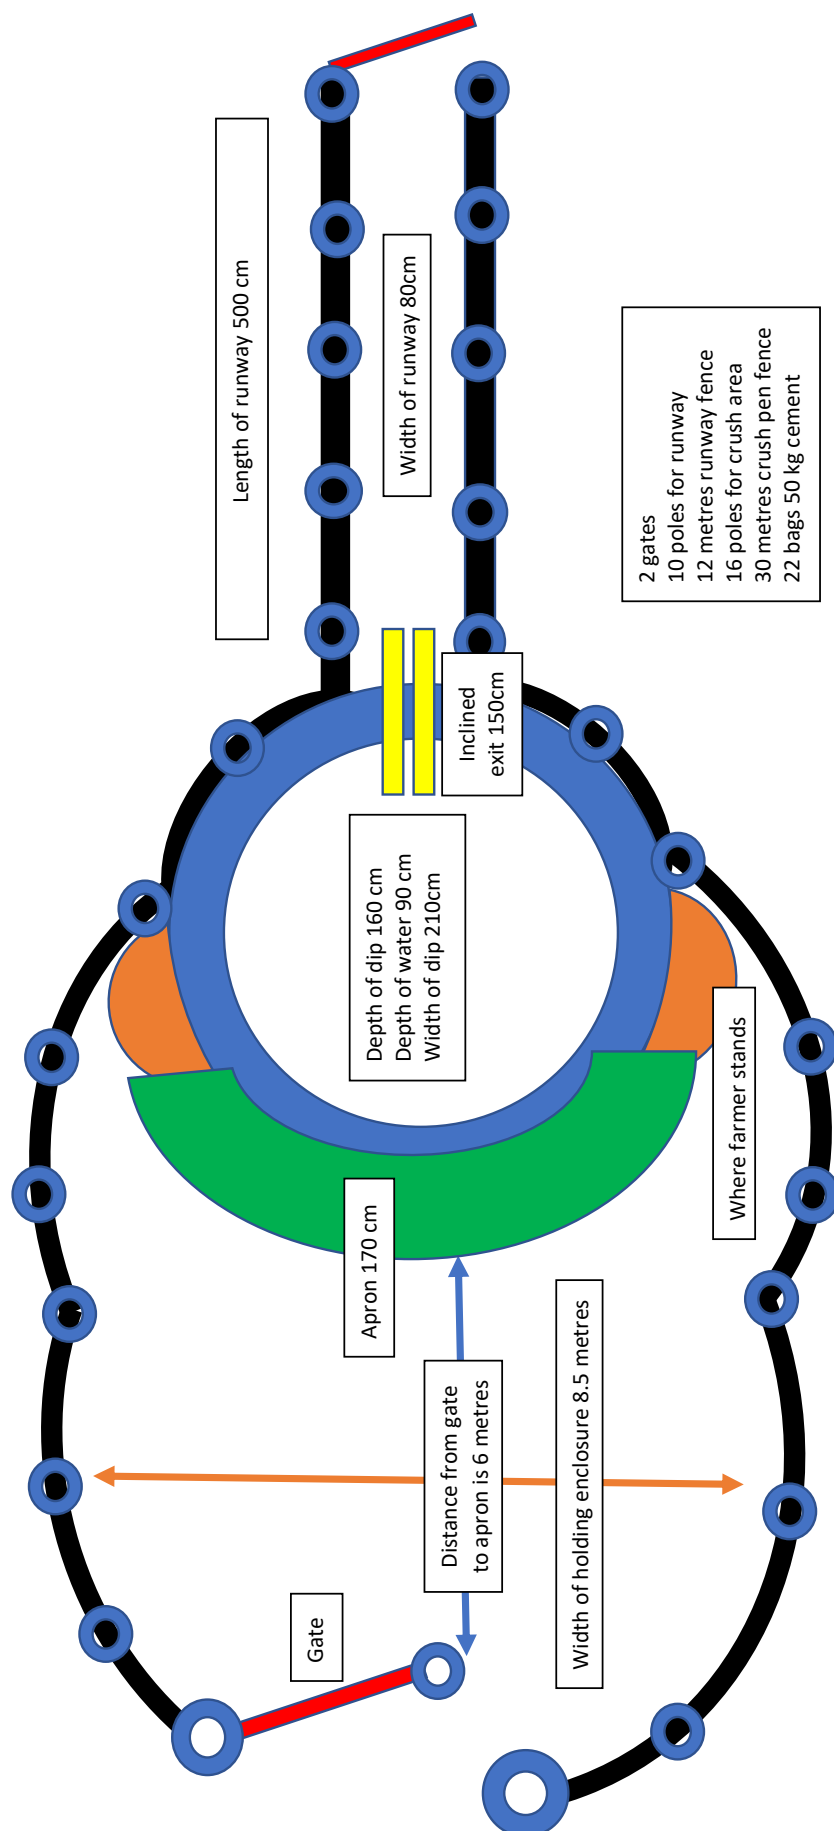 Length of runway 500 cm
Width of runway 80cm
2 gates
10 poles for runway
12 metres runway fence
16 poles for crush area
30 metres crush pen fence
22 bags 50 kg cement
Inclined
exit 150cm
Depth of dip 160 cm
Depth of water 90 cm
Width of dip 210cm
Where farmer stands
Apron 170 cm
Distance from gate
to apron is 6 metres
Width of holding enclosure 8.5 metres
Gate